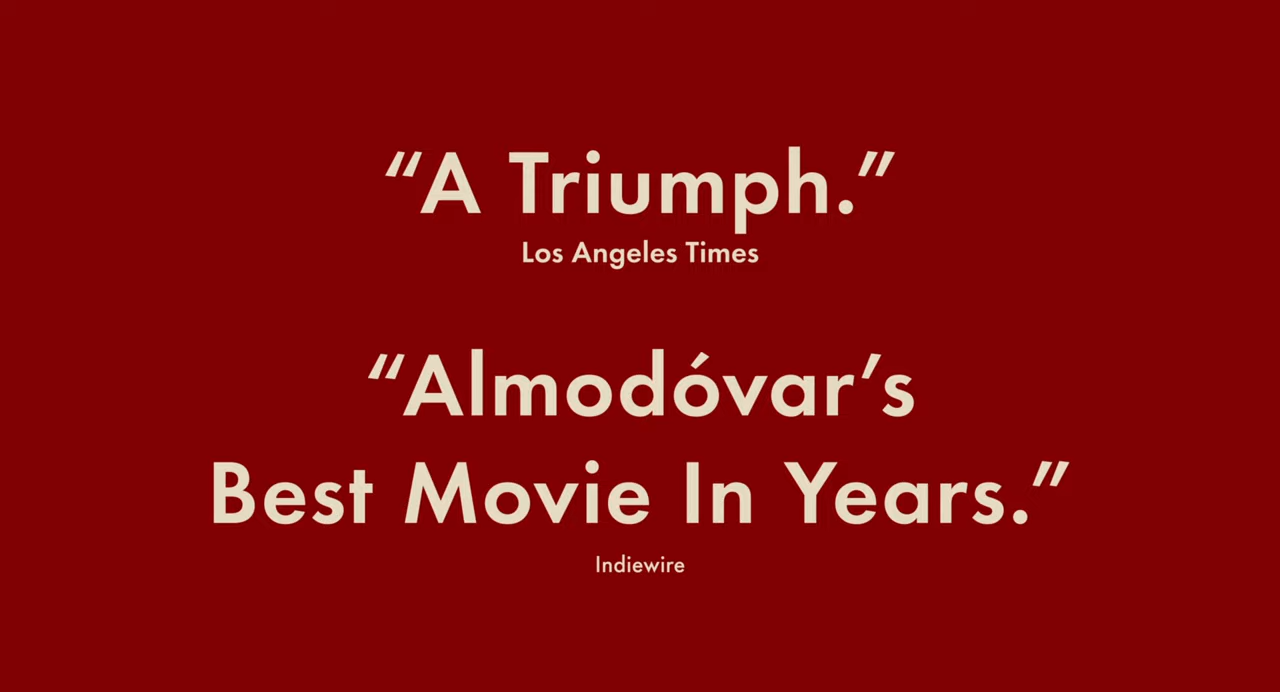 “A Triumph.”
Los Angeles Times
“Almodóvar’s
Best Movie In Years.”
Indiewire